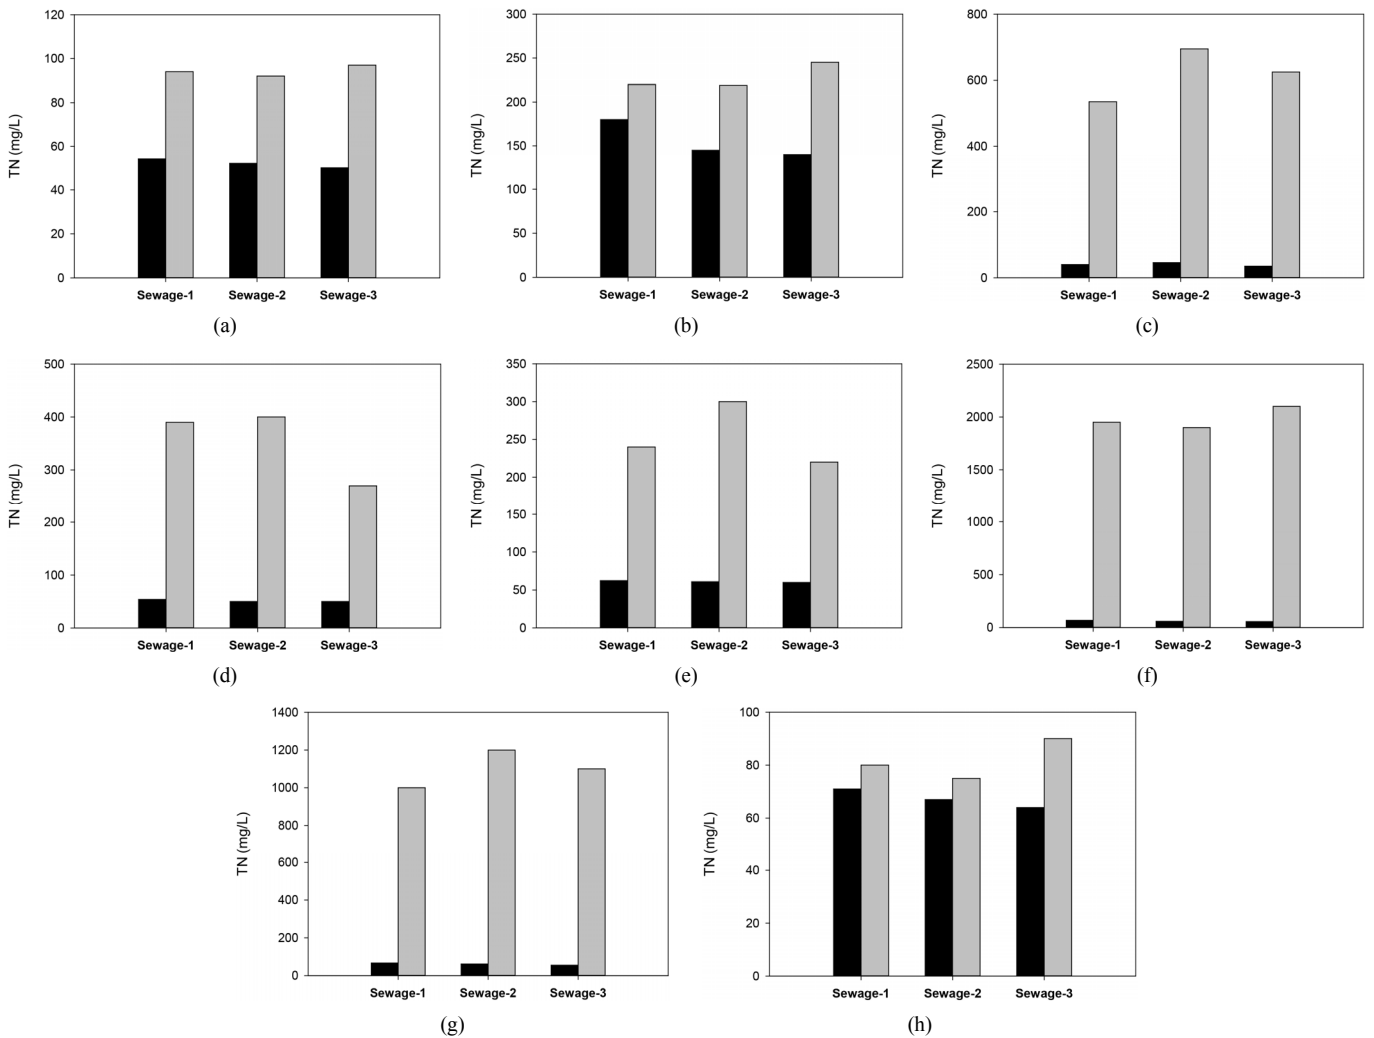 120
100
80
60
40
20
0
TN (mg/L)
Sewage-1 Sewage-2 Sewage-3
(a)
300
250
200
150
100
50
0
TN (mg/L)
Sewage-1 Sewage-2 Sewage-3
(b)
800
600
400
200
0
TN (mg/L)
Sewage-1 Sewage-2 Sewage-3
(c)
500
400
300
200
100
0
TN (mg/L)
Sewage-1 Sewage-2 Sewage-3
(d)
350
300
250
200
150
100
50
0
TN (mg/L)
Sewage-1 Sewage-2 Sewage-3
(e)
2500
2000
1500
1000
500
0
TN (mg/L)
Sewage-1 Sewage-2 Sewage-3
(f)
1400
1200
1000
800
600
400
200
0
TN (mg/L)
Sewage-1 Sewage-2 Sewage-3
(g)
100
80
60
40
20
0
TN (mg/L)
Sewage-1 Sewage-2 Sewage-3
(h)